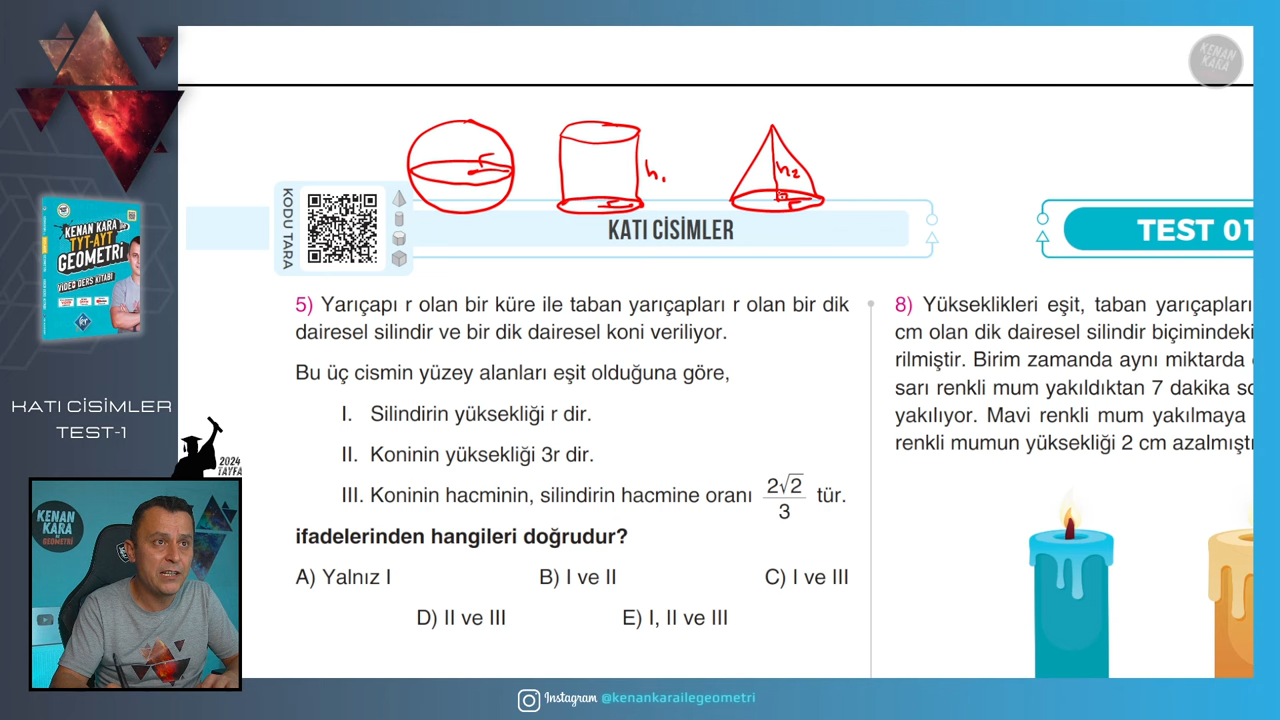 KENAN
KARA
r
h₁
h₂
r
r
KODU TARA
KATI CİSİMLER
TEST 01
5) Yarıçapı r olan bir küre ile taban yarıçapları r olan bir dik
dairesel silindir ve bir dik dairesel koni veriliyor.
Bu üç cismin yüzey alanları eşit olduğuna göre,
I. Silindirin yüksekliği r dir.
II. Koninin yüksekliği 3r dir.
III. Koninin hacminin, silindirin hacmine oranı 2√2/3 tür.
ifadelerinden hangileri doğrudur?
A) Yalnız I B) I ve II C) I ve III
D) II ve III E) I, II ve III
8) Yükseklikleri eşit, taban yarıçapları
cm olan dik dairesel silindir biçimindeki
rilmiştir. Birim zamanda aynı miktarda
sarı renkli mum yakıldıktan 7 dakika
yakılıyor. Mavi renkli mum yakılmaya
renkli mumun yüksekliği 2 cm
KENAN KARA
TYT-AYT
GEOMETRİ
VİDEO DERS KİTABI
KATI CİSİMLER
TEST-1
2024
TAYFA
KENAN
KARA
GEOMETRİ
Instagram @kenankarailegeometri